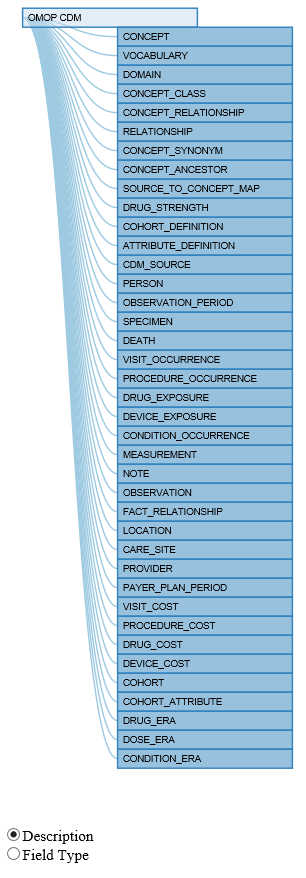 OMOP CDM
CONCEPT
VOCABULARY
DOMAIN
CONCEPT_CLASS
CONCEPT_RELATIONSHIP
RELATIONSHIP
CONCEPT_SYNONYM
CONCEPT_ANCESTOR
SOURCE_TO_CONCEPT_MAP
DRUG_STRENGTH
COHORT_DEFINITION
ATTRIBUTE_DEFINITION
CDM_SOURCE
PERSON
OBSERVATION_PERIOD
SPECIMEN
DEATH
VISIT_OCCURRENCE
PROCEDURE_OCCURRENCE
DRUG_EXPOSURE
DEVICE_EXPOSURE
CONDITION_OCCURRENCE
MEASUREMENT
NOTE
OBSERVATION
FACT_RELATIONSHIP
LOCATION
CARE_SITE
PROVIDER
PAYER_PLAN_PERIOD
VISIT_COST
PROCEDURE_COST
DRUG_COST
DEVICE_COST
COHORT
COHORT_ATTRIBUTE
DRUG_ERA
DOSE_ERA
CONDITION_ERA
Description
Field Type